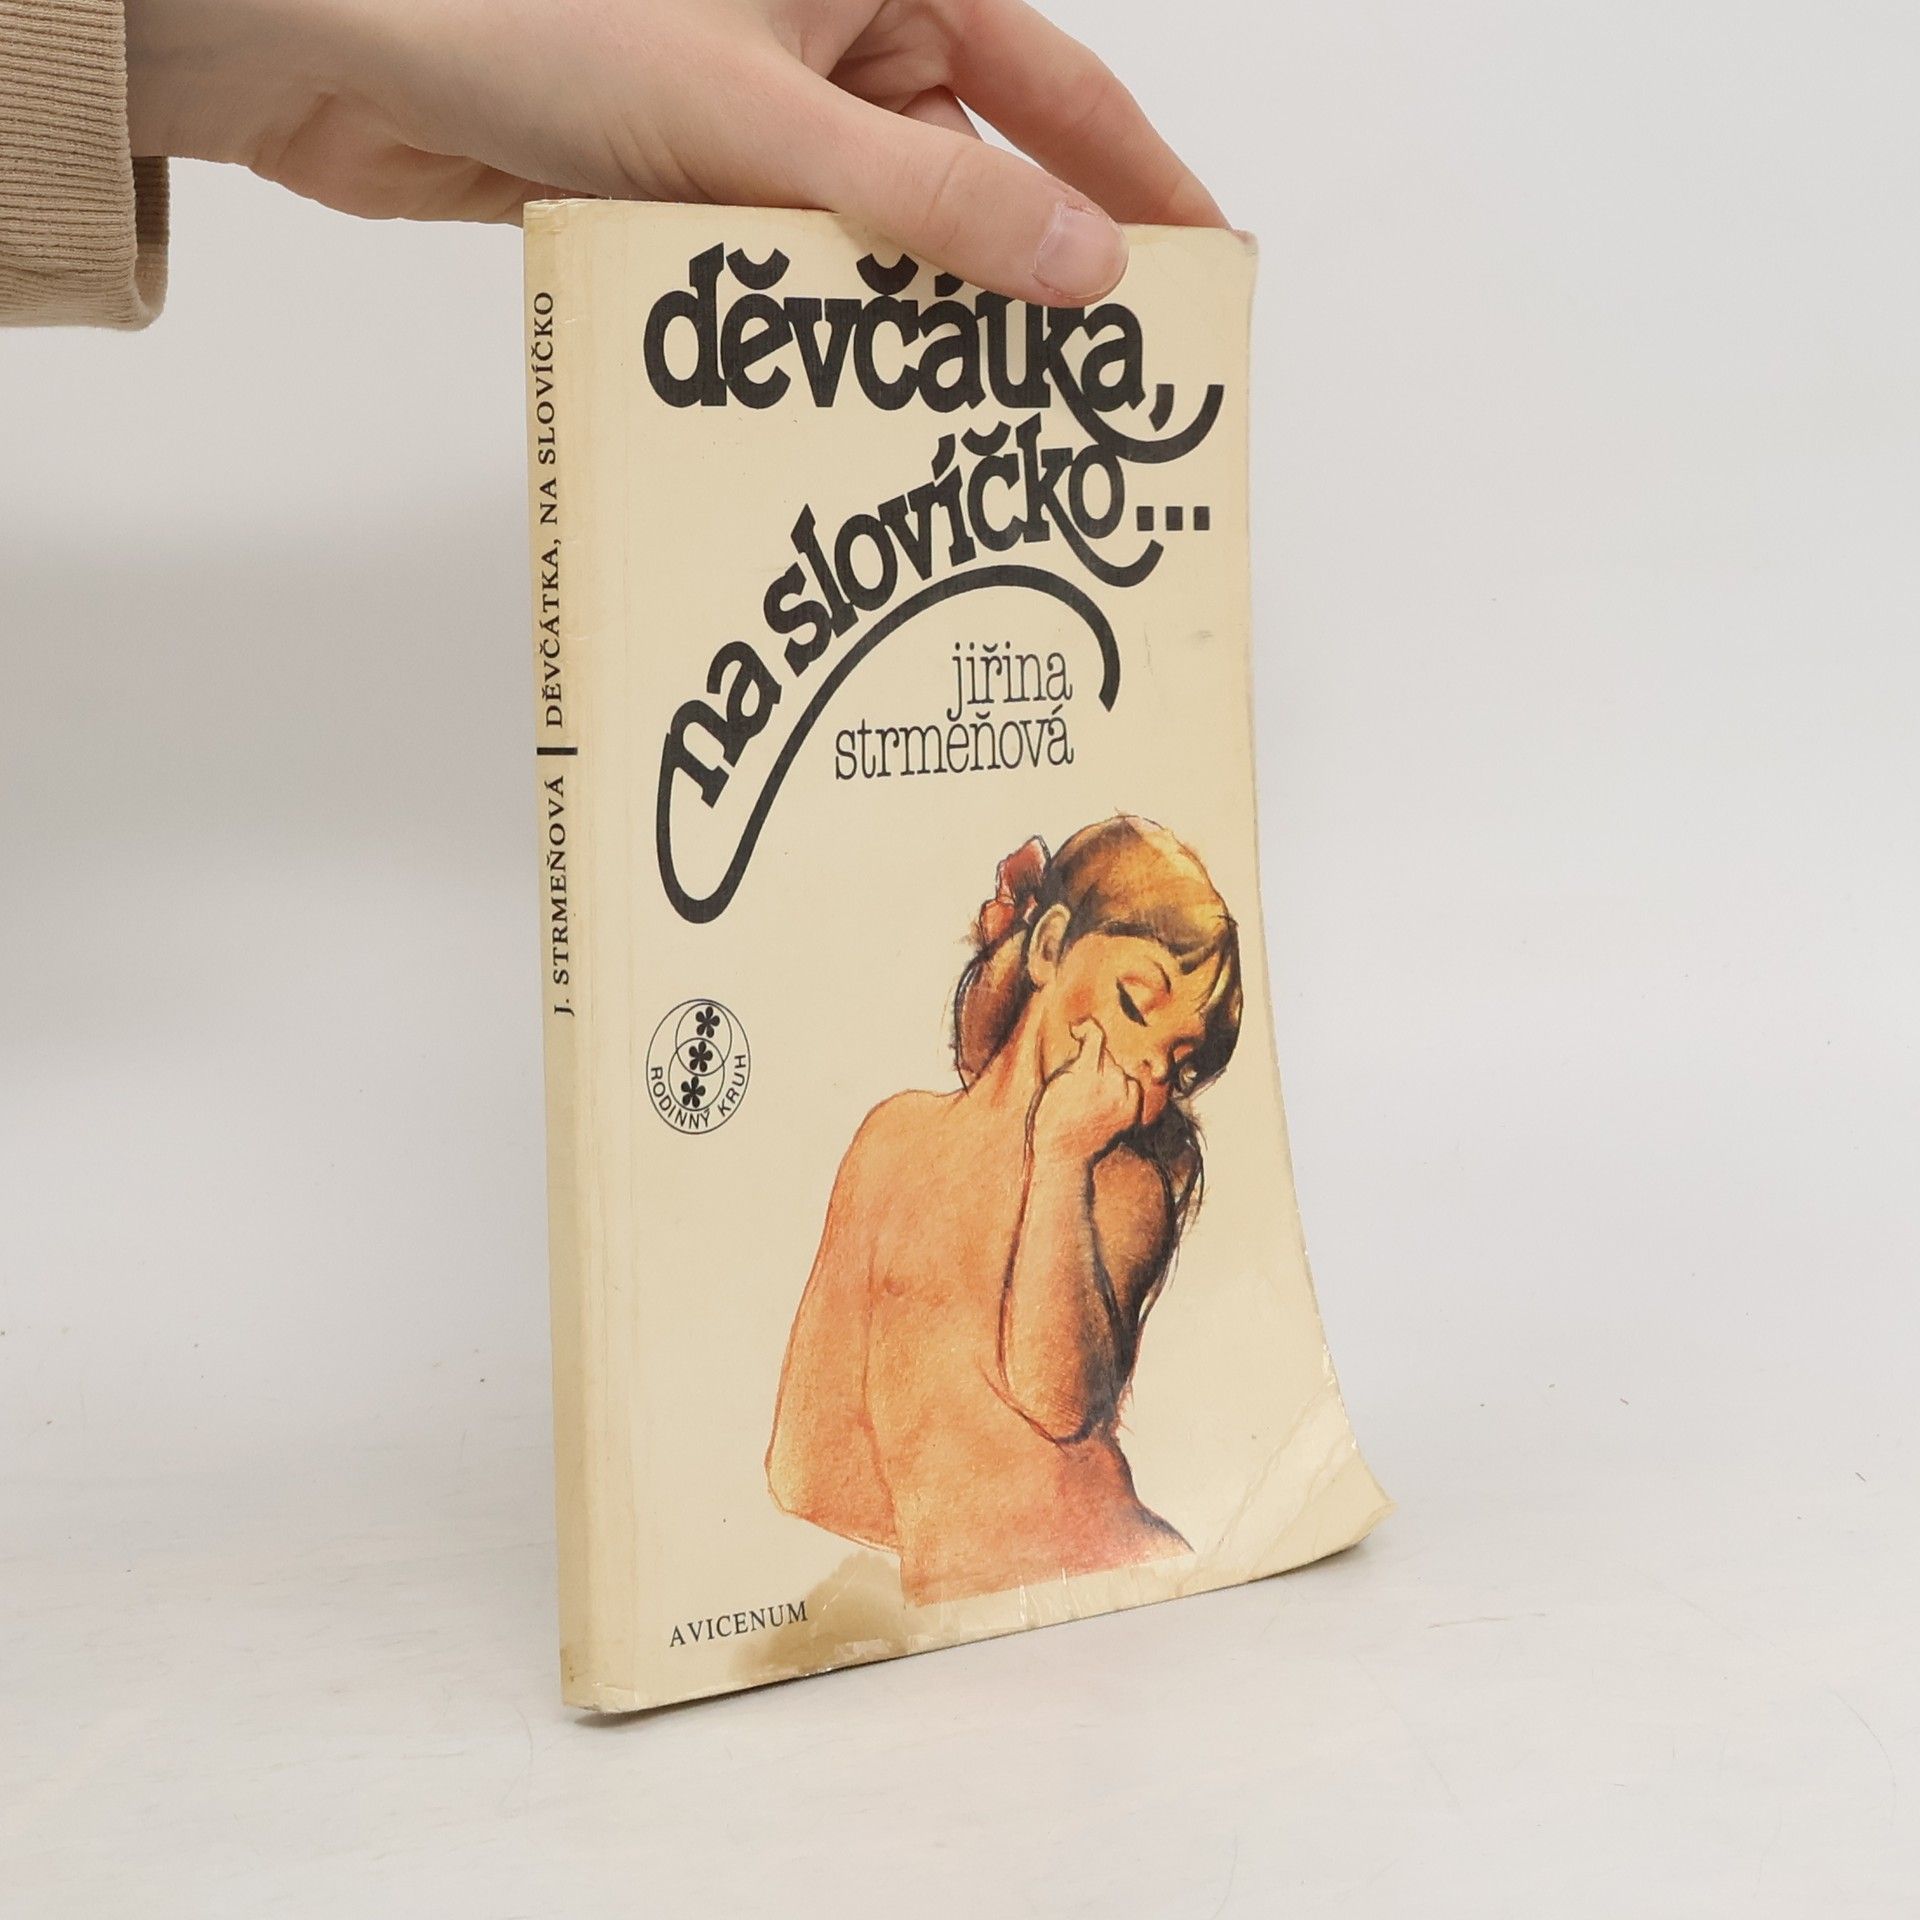 děvčátka,
na slovíčko...
jiřina
strmeňová
RODINNÝ KRUH
AVICENUM
J. STRMEŇOVÁ | DĚVČÁTKA, NA SLOVÍČKO